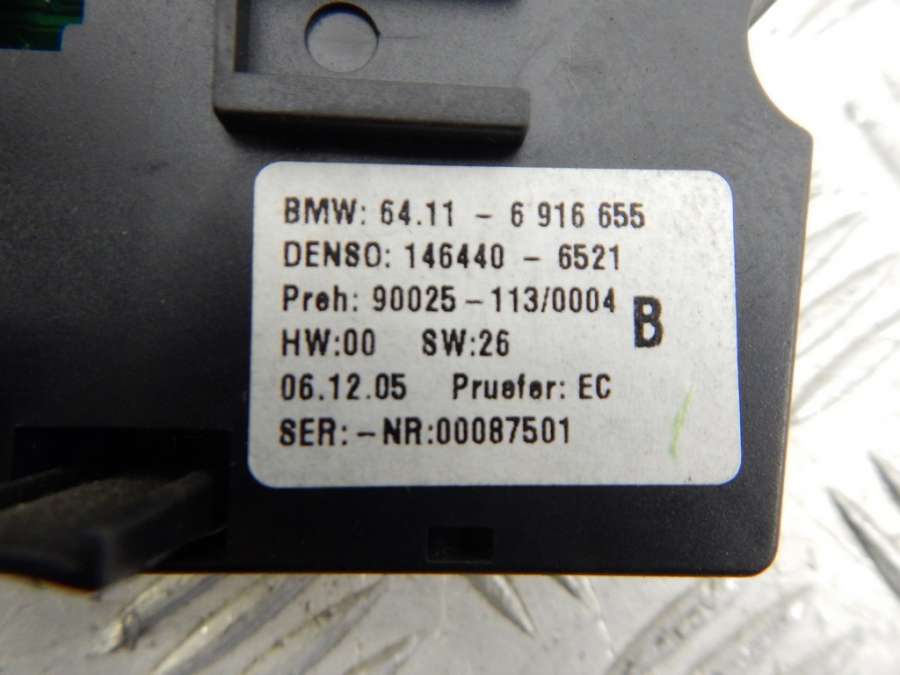 BMW: 64.11 - 6 916 655
DENSO: 146440 - 6521
Preh: 90025 - 113/0004
B
HW:00 SW:26
06.12.05 Pruefer: EC
SER:-NR:00087501